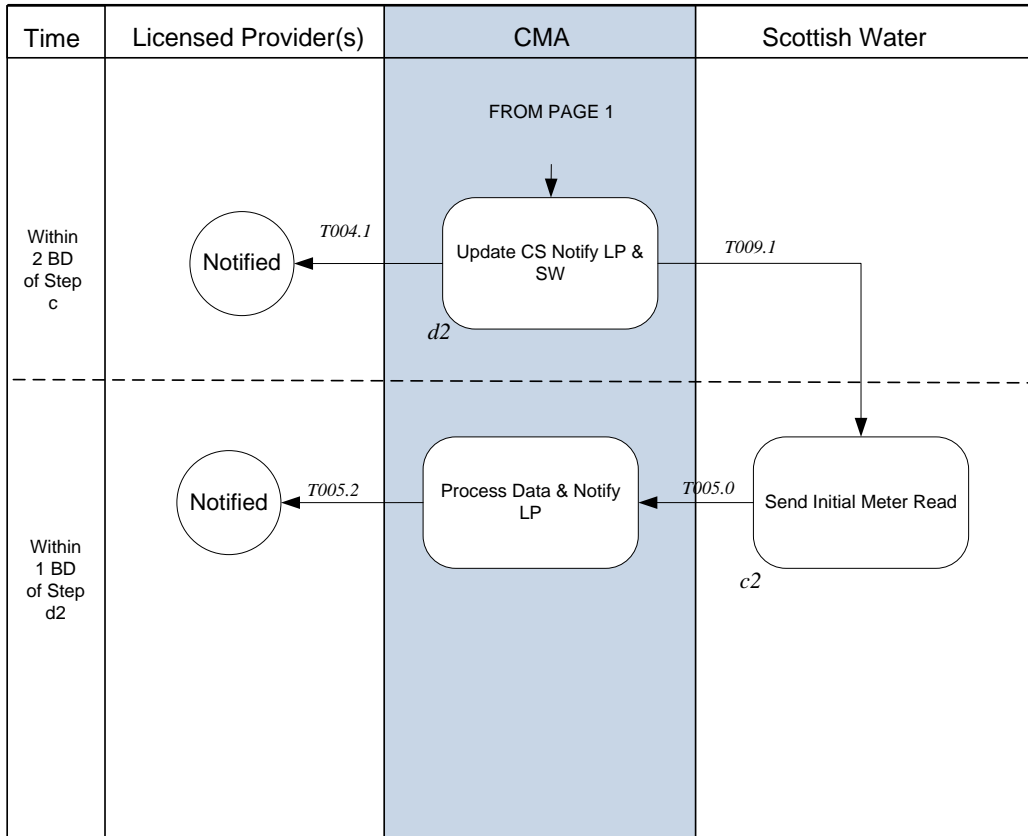 Time
Licensed Provider(s)
CMA
Scottish Water
FROM PAGE 1
Within
2 BD
of Step
c
Notified
T004.1
Update CS Notify LP &
SW
T009.1
d2
Within
1 BD
of Step
d2
Notified
T005.2
Process Data & Notify
LP
T005.0
Send Initial Meter Read
c2